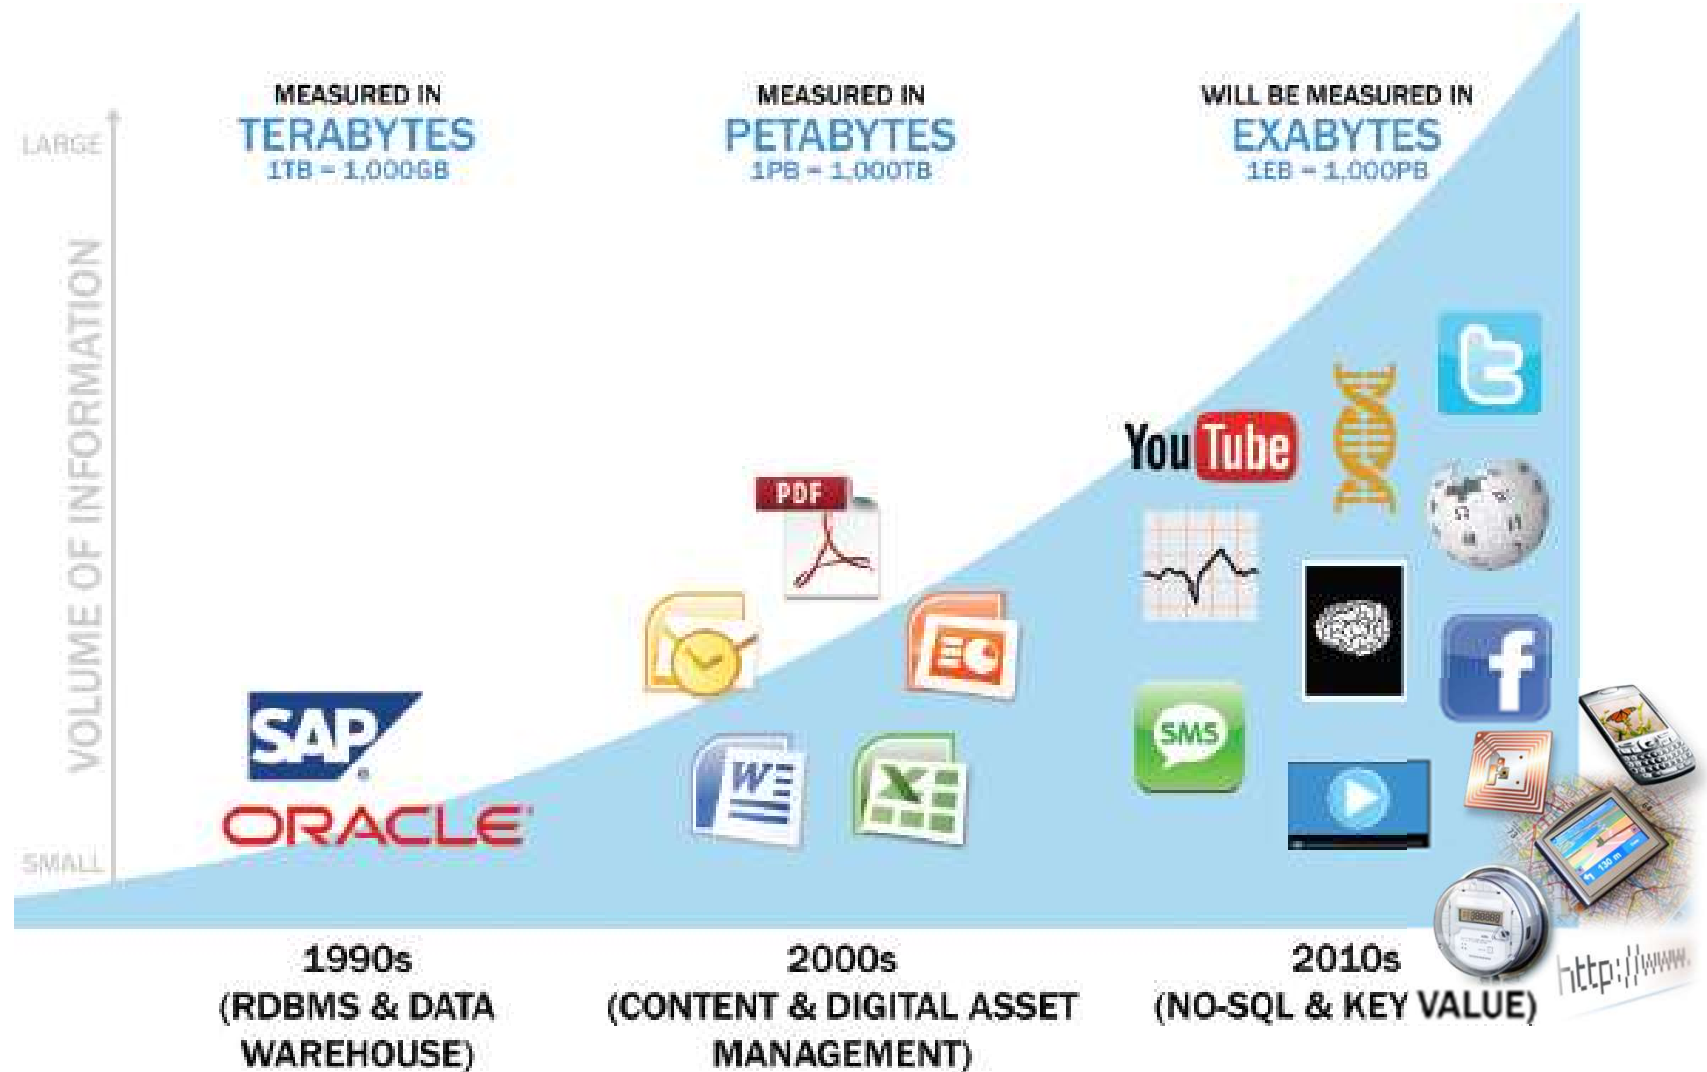 MEASURED IN
TERABYTES
1TB = 1,000GB
MEASURED IN
PETABYTES
1PB = 1,000TB
WILL BE MEASURED IN
EXABYTES
1EB = 1,000PB
LARGE
VOLUME OF INFORMATION
SMALL
SAP
ORACLE
PDF
W
X
YouTube
SMS
t
f
130 m
http://www.
1990s
(RDBMS & DATA
WAREHOUSE)
2000s
(CONTENT & DIGITAL ASSET
MANAGEMENT)
2010s
(NO-SQL & KEY VALUE)